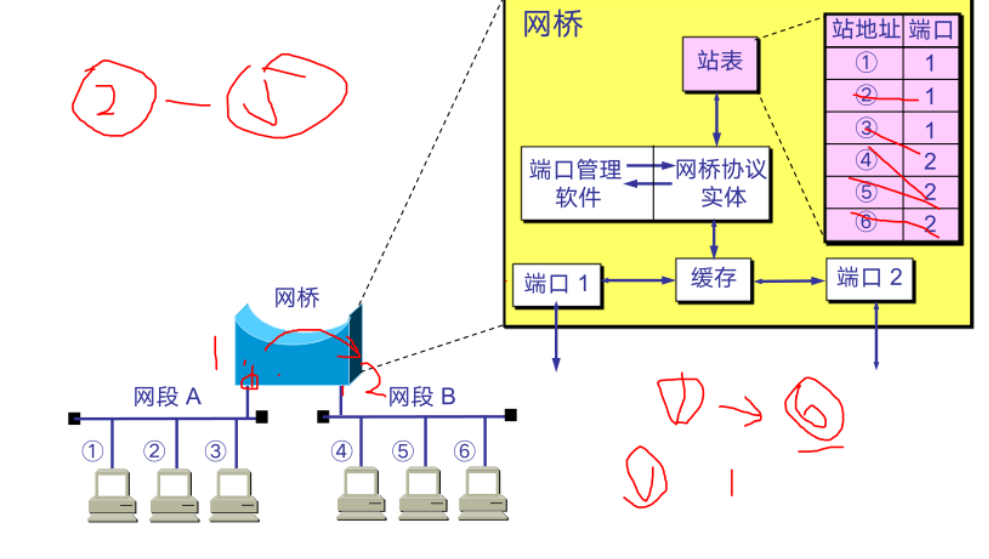 网桥
站地址 端口
站表
① 1
② 1
③ 1
④ 2
⑤ 2
⑥ 2
2 — 5
端口管理
软件
网桥协议
实体
端口 1
缓存
端口 2
网桥
1
2
网段 A
网段 B
① ② ③ ④ ⑤ ⑥
① → ⑥
① 1